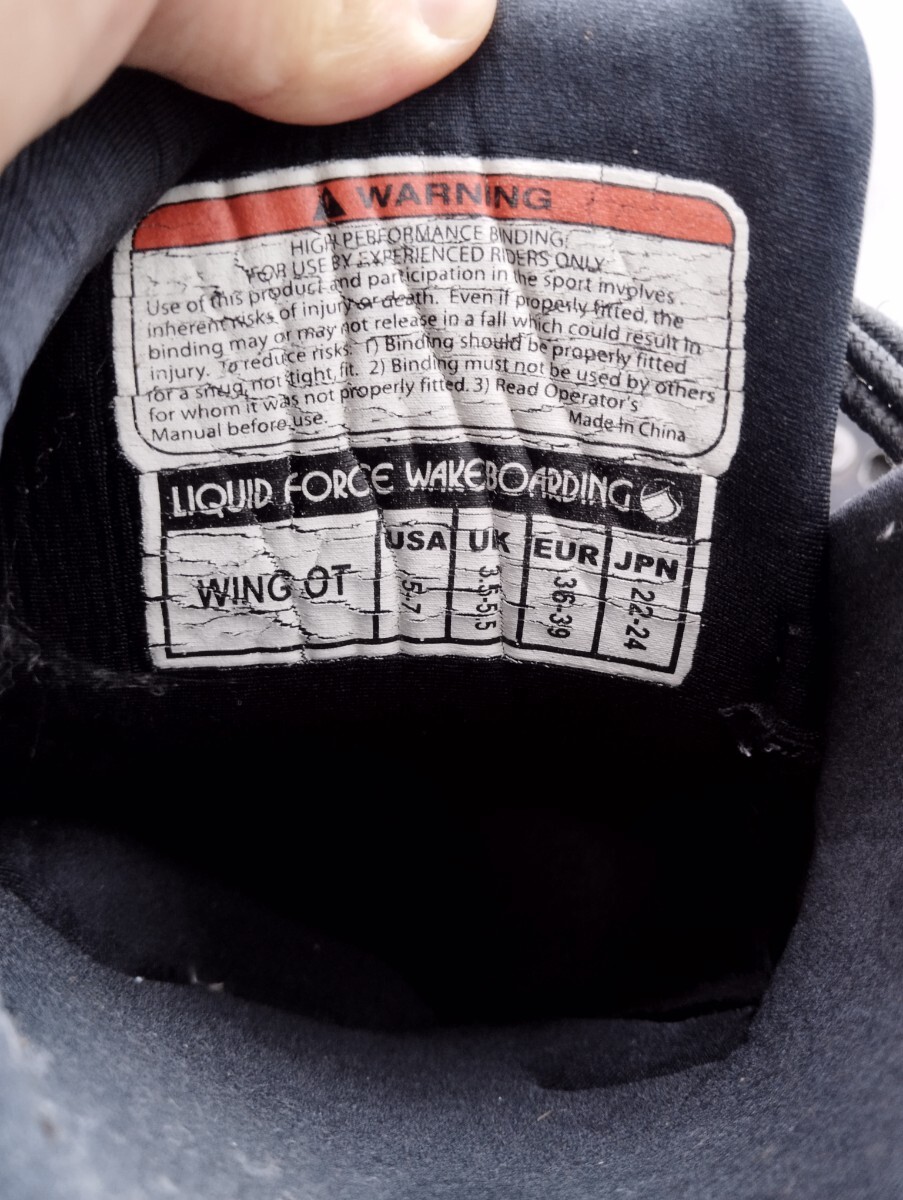 WARNING
HIGH PERFORMANCE BINDING:
FOR USE BY EXPERIENCED RIDERS ONLY
Use of this product and participation in the sport involves
inherent risks of injury or death. Even if properly fitted, the
binding may or may not release in a fall which could result in
injury. To reduce risks: 1) Binding should be properly fitted
for a snug, not tight, fit. 2) Binding must not be used by others
for whom it was not properly fitted. 3) Read Operator's
Manual before use. Made In China
LIQUID FORCE WAKEBOARDING
WING OT
USA UK EUR JPN
5-7 3.5-5.5 36-39 22-24